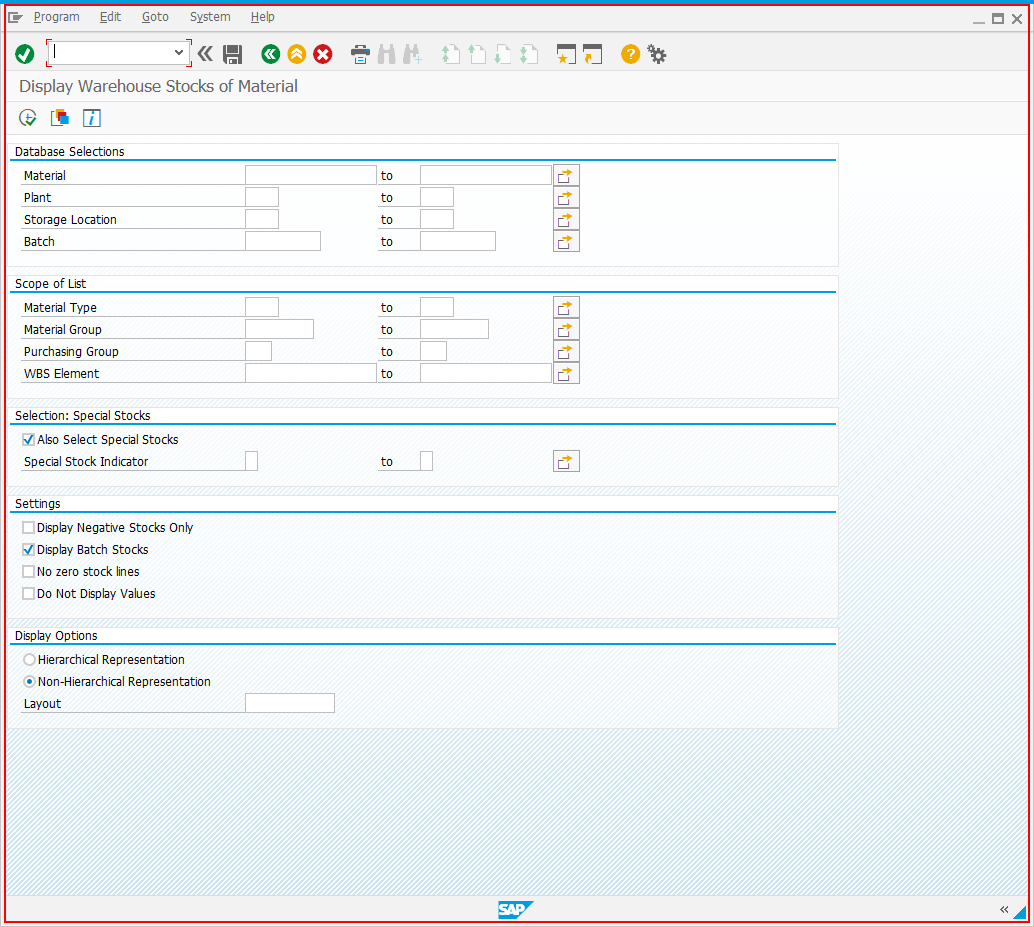 Program Edit Goto System Help
Display Warehouse Stocks of Material
Database Selections
Material to
Plant to
Storage Location to
Batch to
Scope of List
Material Type to
Material Group to
Purchasing Group to
WBS Element to
Selection: Special Stocks
Also Select Special Stocks
Special Stock Indicator to
Settings
Display Negative Stocks Only
Display Batch Stocks
No zero stock lines
Do Not Display Values
Display Options
Hierarchical Representation
Non-Hierarchical Representation
Layout
SAP